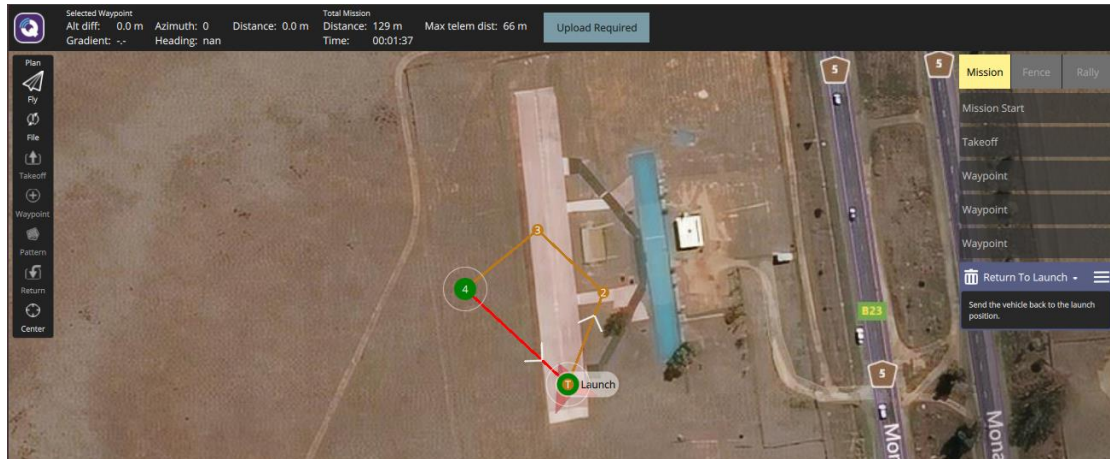 Selected Waypoint
Alt diff: 0.0 m Azimuth: 0 Distance: 0.0 m
Gradient: -.- Heading: nan
Total Mission
Distance: 129 m Max telem dist: 66 m
Time: 00:01:37
Upload Required
Plan
Fly
File
Takeoff
Waypoint
Pattern
Return
Center
Mission Fence Rally
Mission Start
Takeoff
Waypoint
Waypoint
Waypoint
Return To Launch
Send the vehicle back to the launch
position.
5
5
3
4
2
T Launch
B23
5
Mon
Mona